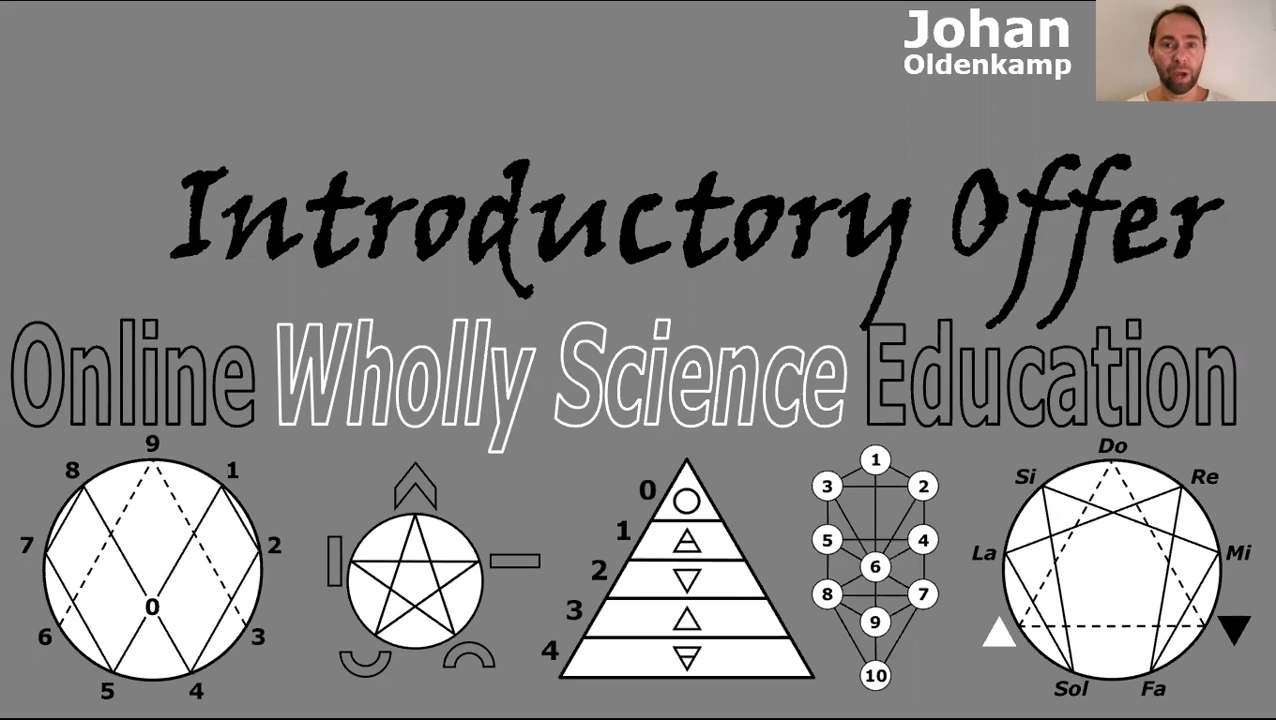 Johan
Oldenkamp
Introductory Offer
Online Wholly Science Education
9
8 1
7 2
0
6 3
5 4
0
1
2
3
4
1
3 2
5 4
6
8 7
9
10
Do
Si Re
La Mi
Sol Fa